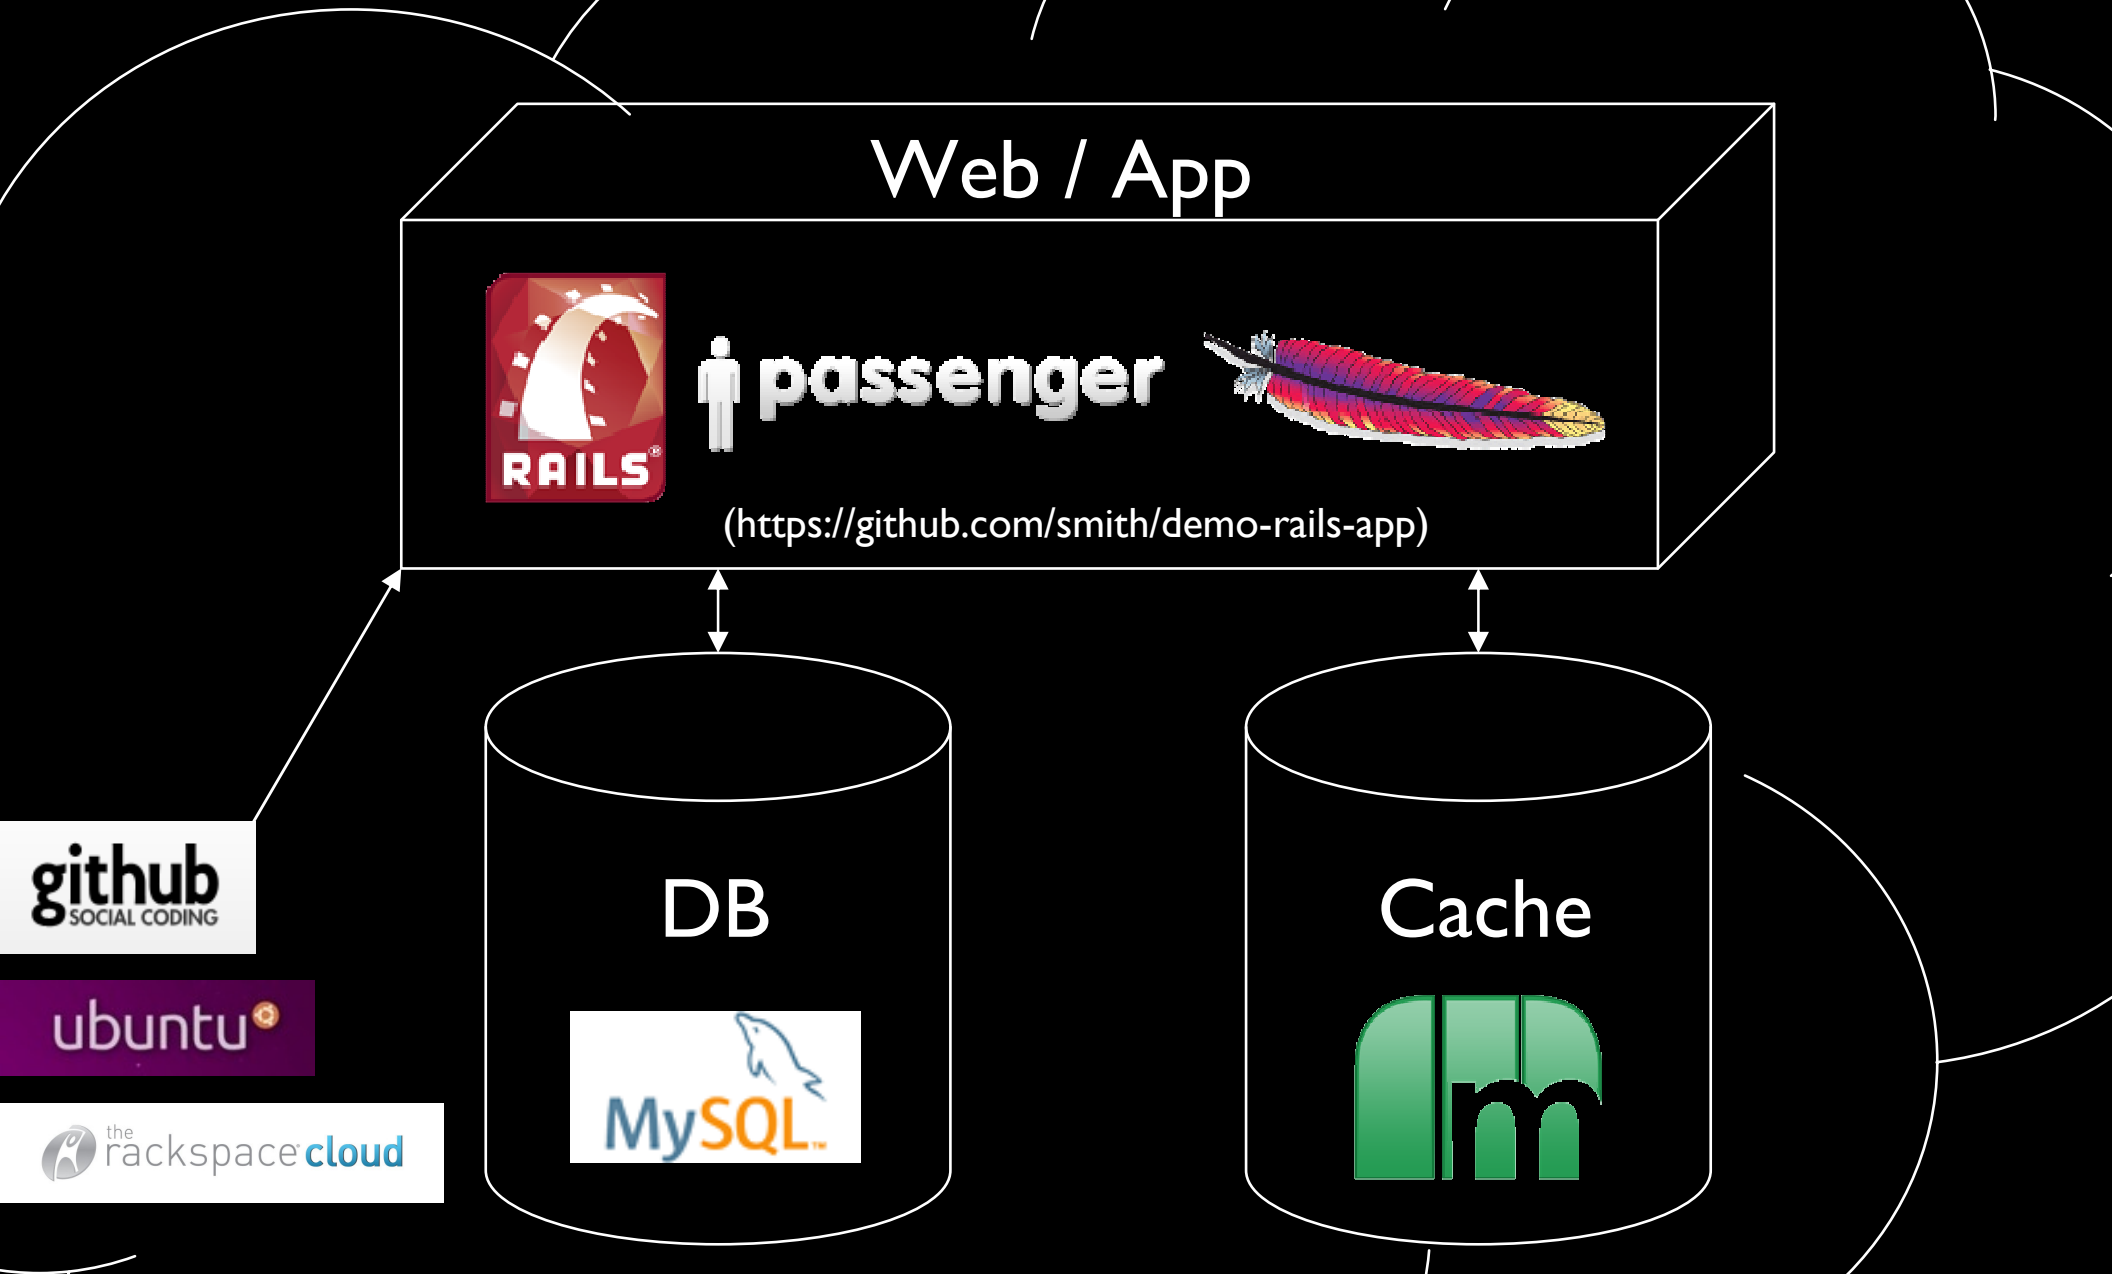 Web / App
RAILS®
passenger
(https://github.com/smith/demo-rails-app)
github
SOCIAL CODING
DB
Cache
ubuntu
MySQL™
m
the
rackspace cloud